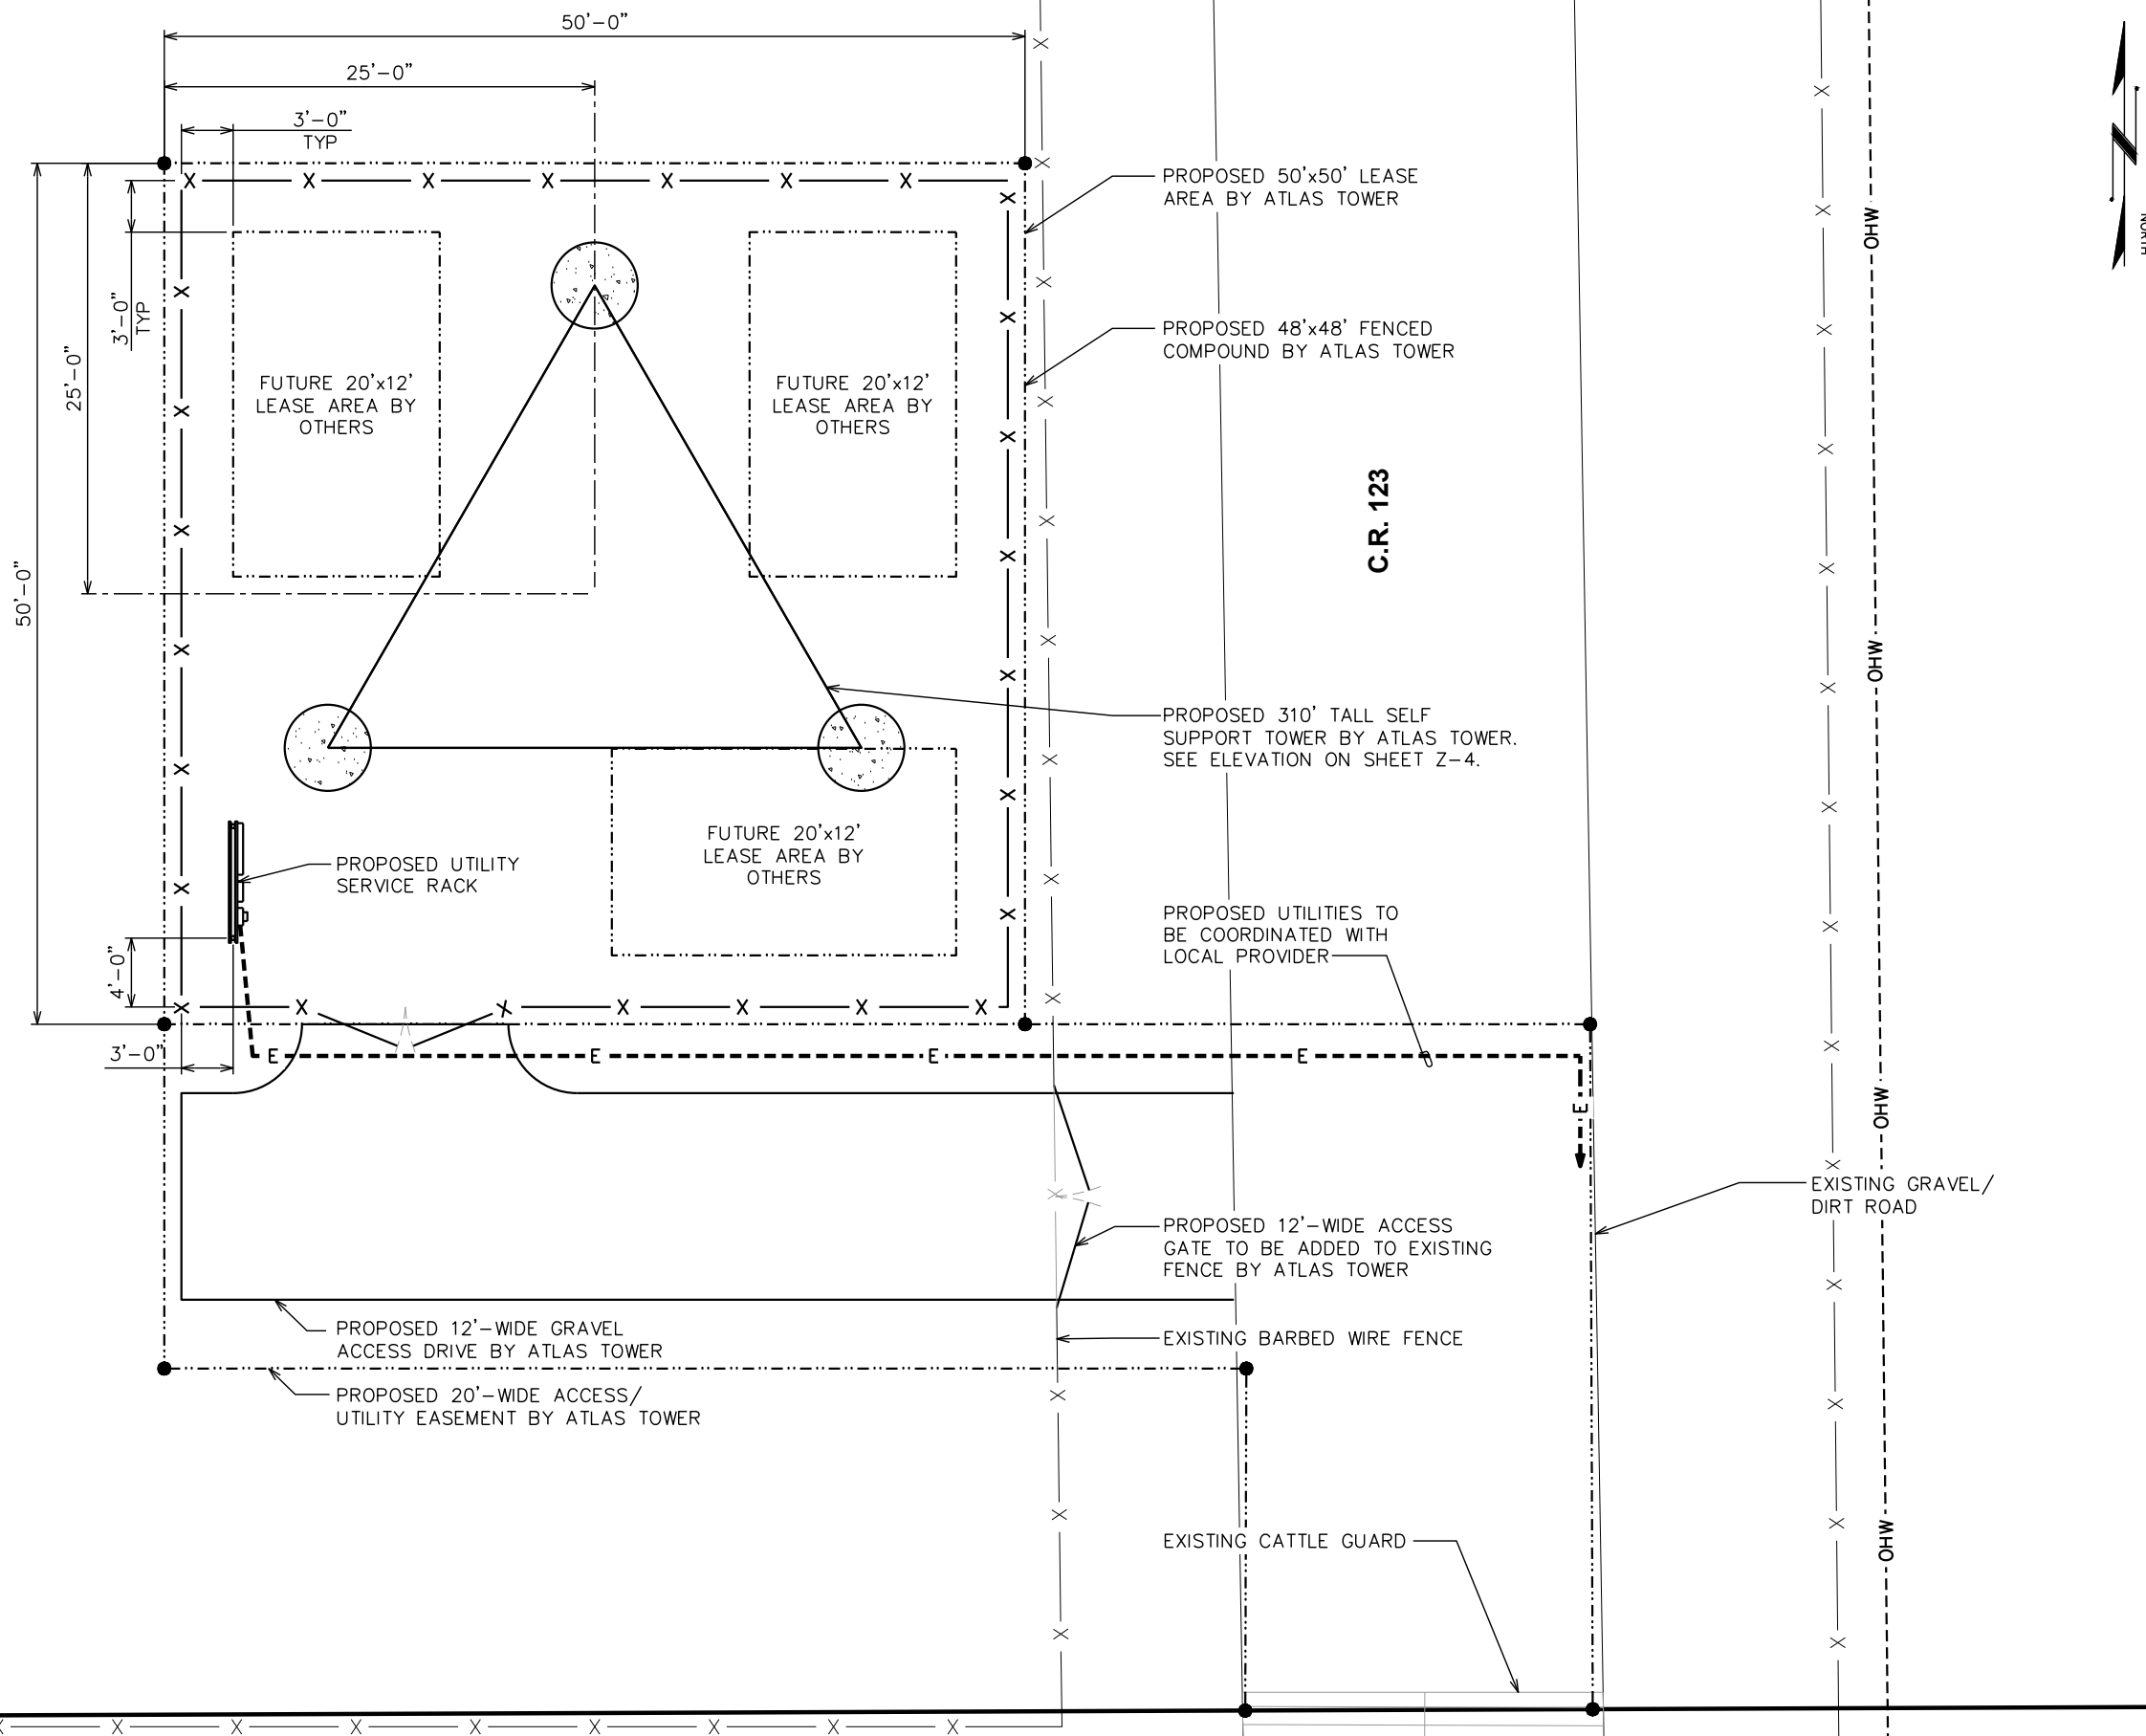 50'-0"
25'-0"
3'-0"
TYP
NORTH
PROPOSED 50'x50' LEASE
AREA BY ATLAS TOWER
OHW
PROPOSED 48'x48' FENCED
COMPOUND BY ATLAS TOWER
3'-0"
TYP
25'-0"
50'-0"
FUTURE 20'x12'
LEASE AREA BY
OTHERS
FUTURE 20'x12'
LEASE AREA BY
OTHERS
C.R. 123
OHW
PROPOSED 310' TALL SELF
SUPPORT TOWER BY ATLAS TOWER.
SEE ELEVATION ON SHEET Z-4.
FUTURE 20'x12'
LEASE AREA BY
OTHERS
PROPOSED UTILITY
SERVICE RACK
PROPOSED UTILITIES TO
BE COORDINATED WITH
LOCAL PROVIDER
4'-0"
3'-0"
E
E
E
E
E
OHW
EXISTING GRAVEL/
DIRT ROAD
PROPOSED 12'-WIDE ACCESS
GATE TO BE ADDED TO EXISTING
FENCE BY ATLAS TOWER
PROPOSED 12'-WIDE GRAVEL
ACCESS DRIVE BY ATLAS TOWER
EXISTING BARBED WIRE FENCE
PROPOSED 20'-WIDE ACCESS/
UTILITY EASEMENT BY ATLAS TOWER
EXISTING CATTLE GUARD
OHW